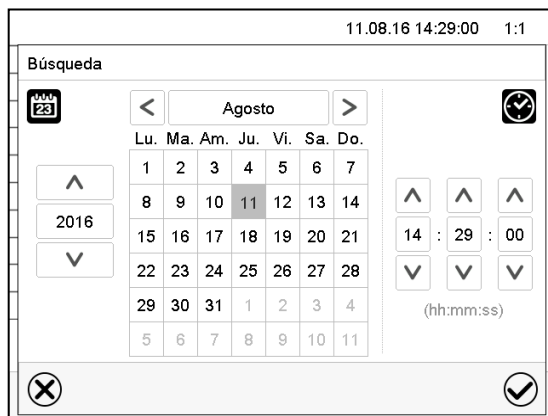 11.08.16 14:29:00 1:1
Búsqueda
23
< Agosto >
Lu. Ma. Am. Ju. Vi. Sa. Do.
1 2 3 4 5 6 7
8 9 10 11 12 13 14
15 16 17 18 19 20 21
22 23 24 25 26 27 28
29 30 31 1 2 3 4
5 6 7 8 9 10 11
2016
14 : 29 : 00
(hh:mm:ss)